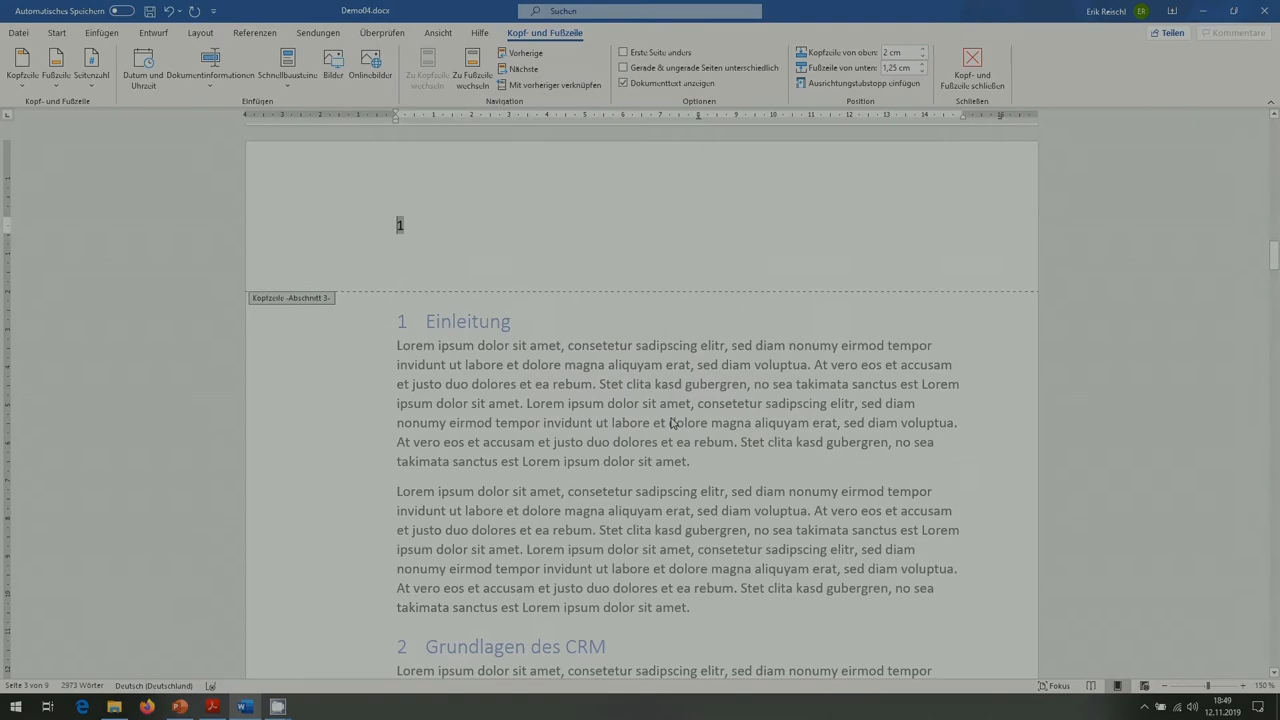 Automatisches Speichern
Demo04.docx
Suchen
Erik Reischl
ER
Datei
Start
Einfügen
Entwurf
Layout
Referenzen
Sendungen
Überprüfen
Ansicht
Hilfe
Kopf- und Fußzeile
Teilen
Kommentare
Kopfzeile
Fußzeile
Seitenzahl
Datum und Uhrzeit
Dokumentinformationen
Schnellbausteine
Bilder
Onlinebilder
Zu Kopfzeile wechseln
Zu Fußzeile wechseln
Vorherige
Nächste
Mit vorheriger verknüpfen
Erste Seite anders
Gerade & ungerade Seiten unterschiedlich
Dokumenttext anzeigen
Kopfzeile von oben: 2 cm
Fußzeile von unten: 1,25 cm
Ausrichtungstabstopp einfügen
Kopf- und Fußzeile schließen
Kopf- und Fußzeile
Einfügen
Navigation
Optionen
Position
Schließen
1
Kopfzeile -Abschnitt 3-
1 Einleitung
Lorem ipsum dolor sit amet, consetetur sadipscing elitr, sed diam nonumy eirmod tempor
invidunt ut labore et dolore magna aliquyam erat, sed diam voluptua. At vero eos et accusam
et justo duo dolores et ea rebum. Stet clita kasd gubergren, no sea takimata sanctus est Lorem
ipsum dolor sit amet. Lorem ipsum dolor sit amet, consetetur sadipscing elitr, sed diam
nonumy eirmod tempor invidunt ut labore et dolore magna aliquyam erat, sed diam voluptua.
At vero eos et accusam et justo duo dolores et ea rebum. Stet clita kasd gubergren, no sea
takimata sanctus est Lorem ipsum dolor sit amet.
Lorem ipsum dolor sit amet, consetetur sadipscing elitr, sed diam nonumy eirmod tempor
invidunt ut labore et dolore magna aliquyam erat, sed diam voluptua. At vero eos et accusam
et justo duo dolores et ea rebum. Stet clita kasd gubergren, no sea takimata sanctus est Lorem
ipsum dolor sit amet. Lorem ipsum dolor sit amet, consetetur sadipscing elitr, sed diam
nonumy eirmod tempor invidunt ut labore et dolore magna aliquyam erat, sed diam voluptua.
At vero eos et accusam et justo duo dolores et ea rebum. Stet clita kasd gubergren, no sea
takimata sanctus est Lorem ipsum dolor sit amet.
2 Grundlagen des CRM
Lorem ipsum dolor sit amet, consetetur sadipscing elitr, sed diam nonumy eirmod tempor
Seite 3 von 9
2973 Wörter
Deutsch (Deutschland)
Fokus
150 %
18:49
12.11.2019